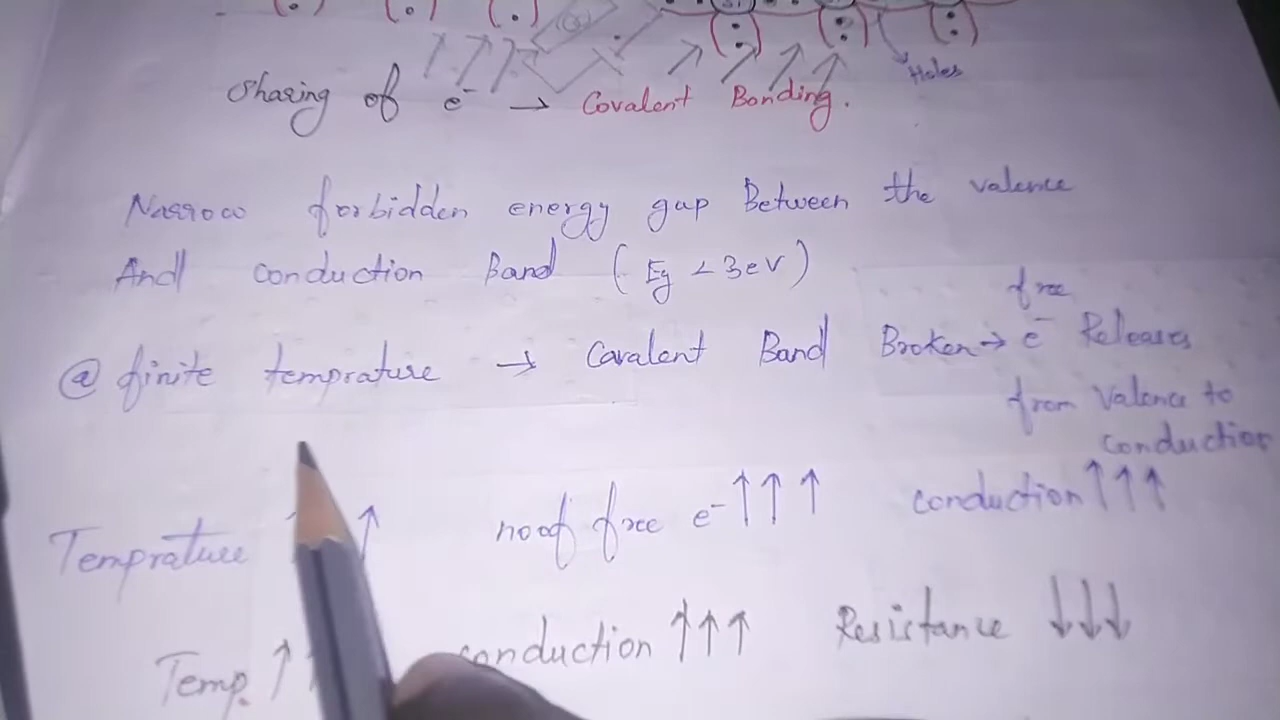 Holes
Sharing of e⁻ → Covalent Bonding.
Narrow forbidden energy gap Between the valence
And conduction Band (Eg < 3eV)
@ finite temprature → Covalent Band Broken → free e⁻ Releases
from Valence to
conduction
Temprature ↑ ↑ no of free e⁻ ↑↑↑ conduction ↑↑↑
Temp. ↑ conduction ↑↑↑ Resistance ↓↓↓